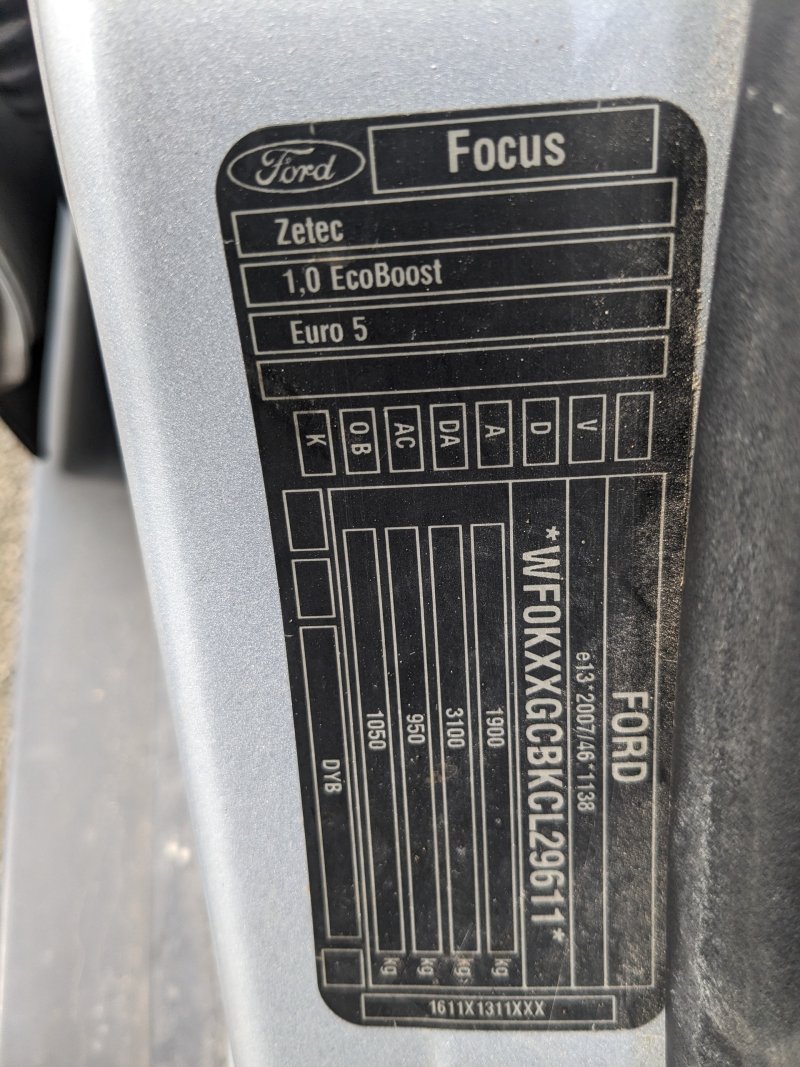 Ford
Focus
Zetec
1,0 EcoBoost
Euro 5
FORD
e13*2007/46*1138
V
*WF0KXXGCBKCL29611*
D
1900 kg
A
3100 kg
DA
950 kg
AC
1050 kg
O B
K
DYB
1611X1311XXX